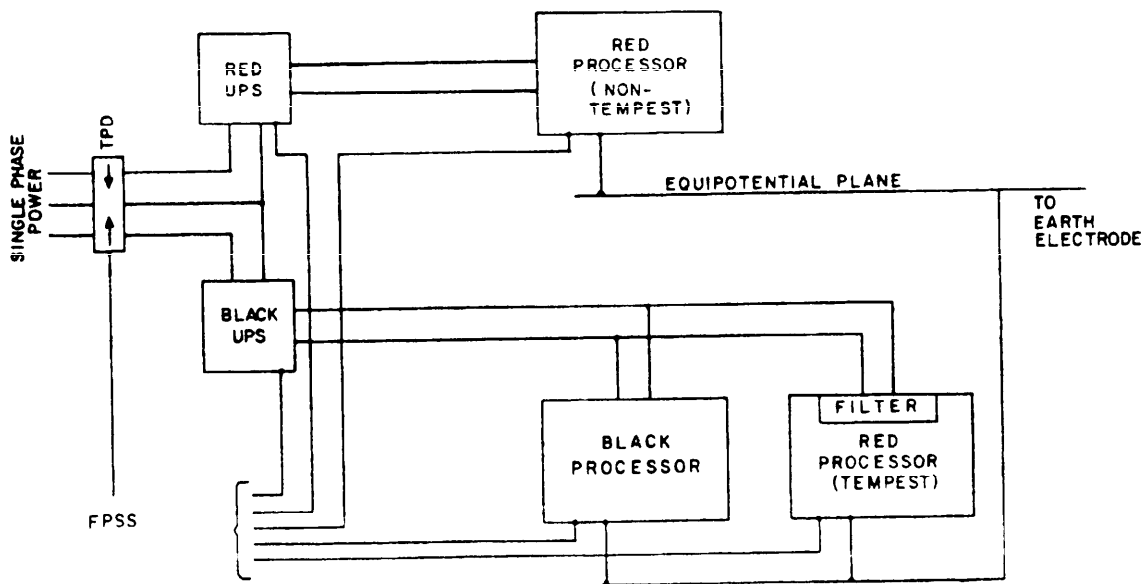 RED
UPS
RED
PROCESSOR
(NON-
TEMPEST)
TPD
SINGLE PHASE
POWER
EQUIPOTENTIAL PLANE
TO
EARTH
ELECTRODE
BLACK
UPS
FILTER
BLACK
PROCESSOR
RED
PROCESSOR
(TEMPEST)
FPSS